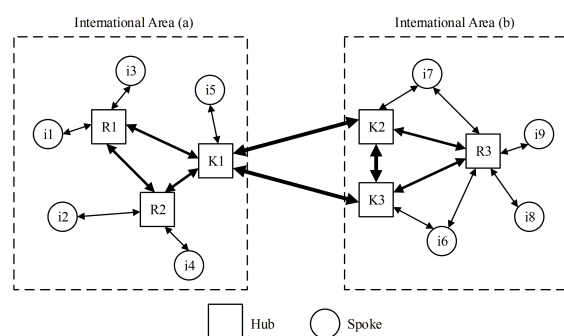 International Area (a)
International Area (b)
i3
i7
i5
i1
R1
K2
i9
K1
R3
i2
R2
K3
i8
i4
i6
Hub
Spoke